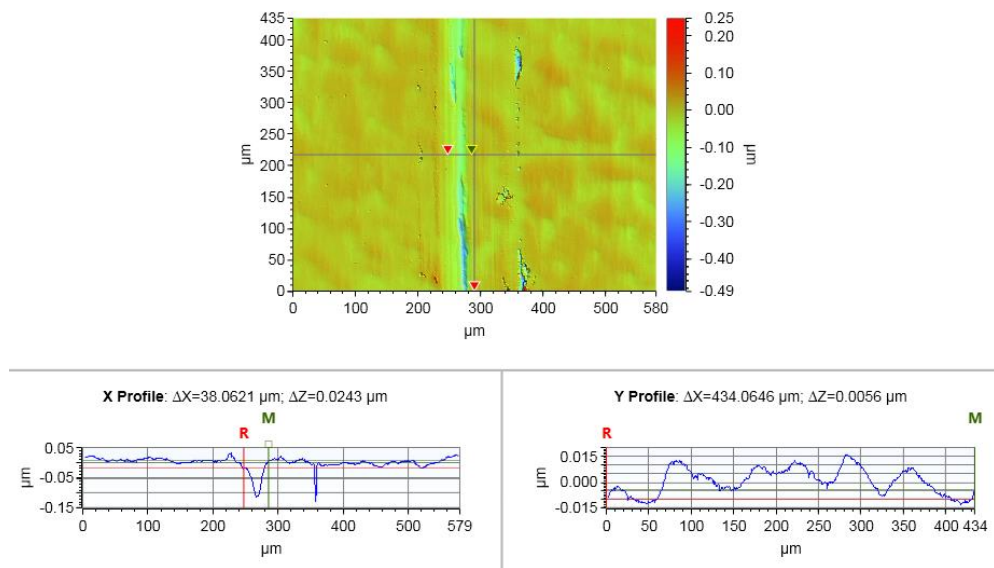 435
400
350
300
250
200
150
100
50
0
µm
0 100 200 300 400 580
µm
0.25
0.20
0.10
0.00
-0.10
-0.20
-0.30
-0.40
-0.49
µm
X Profile: ΔX=38.0621 µm; ΔZ=0.0243 µm
R M
0.05
-0.05
-0.15
µm
0 100 200 300 400 500 579
µm
Y Profile: ΔX=434.0646 µm; ΔZ=0.0056 µm
R M
0.015
0.000
-0.015
µm
0 50 100 150 200 250 300 350 400 434
µm